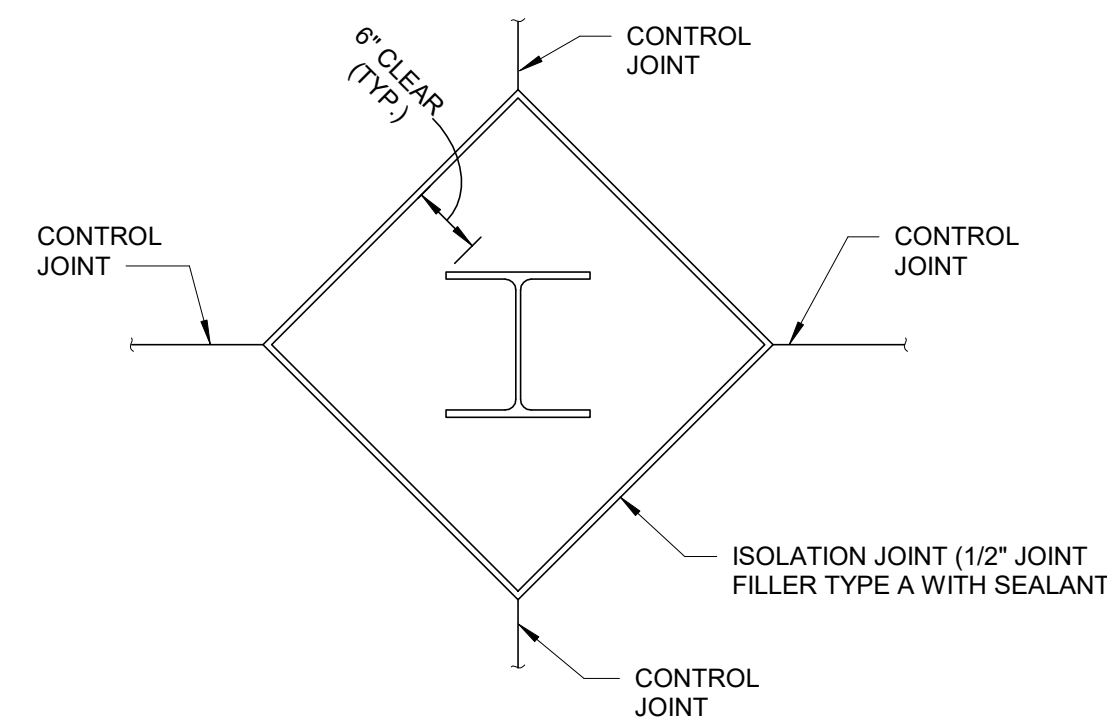 6" CLEAR
(TYP.)
CONTROL
JOINT
CONTROL
JOINT
CONTROL
JOINT
ISOLATION JOINT (1/2" JOINT
FILLER TYPE A WITH SEALANT
CONTROL
JOINT